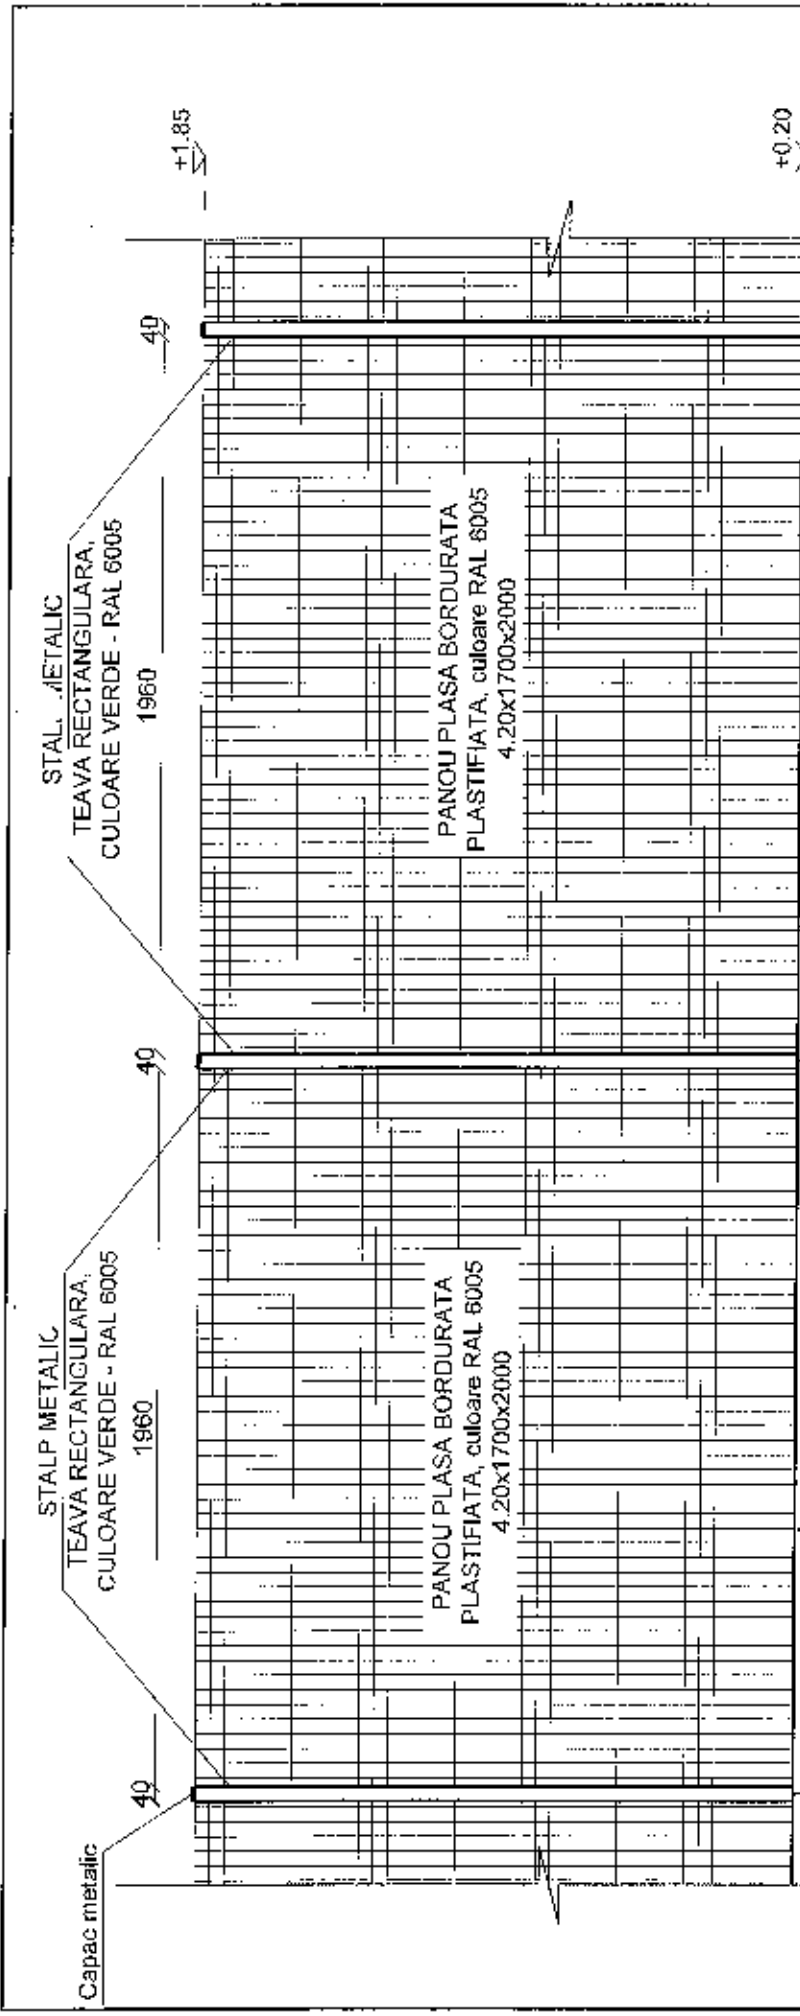 Capac metalic
STALP METALIC
TEAVA RECTANGULARA,
CULOARE VERDE - RAL 6005
METALIC
TEAVA RECTANGULARA,
CULOARE VERDE - RAL 6005
40
1960
40
1960
40
+1.85
PANOU PLASA BORDURATA
PLASTIFIATA, culoare RAL 6005
4.20x1700x2000
PANOU PLASA BORDURATA
PLASTIFIATA, culoare RAL 6005
4.20x1700x2000
+0.20